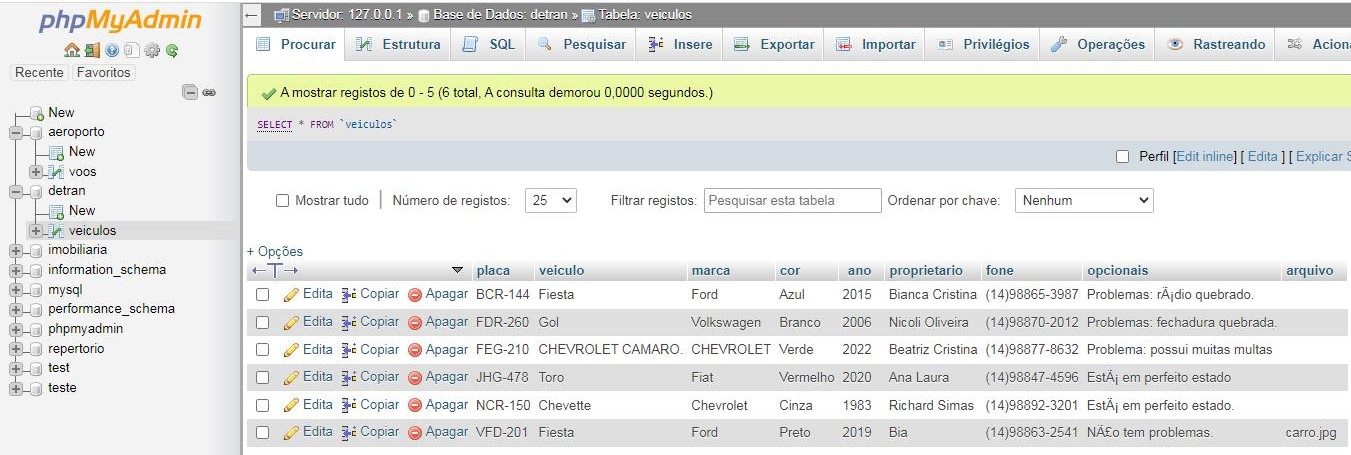 phpMyAdmin
Recente Favoritos
New
aeroporto
New
voos
detran
New
veiculos
imobiliaria
information_schema
mysql
performance_schema
phpmyadmin
repertorio
test
teste
Servidor: 127.0.0.1 » Base de Dados: detran » Tabela: veiculos
Procurar Estrutura SQL Pesquisar Insere Exportar Importar Privilégios Operações Rastreando Aciona
A mostrar registos de 0 - 5 (6 total, A consulta demorou 0,0000 segundos.)
SELECT * FROM `veiculos`
Perfil [Edit inline] [ Edita ] [ Explicar S
Mostrar tudo | Número de registos: 25 Filtrar registos: Pesquisar esta tabela Ordenar por chave: Nenhum
+ Opções
←T→ placa veiculo marca cor ano proprietario fone opcionais arquivo
Edita Copiar Apagar BCR-144 Fiesta Ford Azul 2015 Bianca Cristina (14)98865-3987 Problemas: rÃ¡dio quebrado.
Edita Copiar Apagar FDR-260 Gol Volkswagen Branco 2006 Nicoli Oliveira (14)98870-2012 Problemas: fechadura quebrada.
Edita Copiar Apagar FEG-210 CHEVROLET CAMARO. CHEVROLET Verde 2022 Beatriz Cristina (14)98877-8632 Problema: possui muitas multas
Edita Copiar Apagar JHG-478 Toro Fiat Vermelho 2020 Ana Laura (14)98847-4596 EstÃ¡ em perfeito estado
Edita Copiar Apagar NCR-150 Chevette Chevrolet Cinza 1983 Richard Simas (14)98892-3201 EstÃ¡ em perfeito estado.
Edita Copiar Apagar VFD-201 Fiesta Ford Preto 2019 Bia (14)98863-2541 NÃ£o tem problemas. carro.jpg